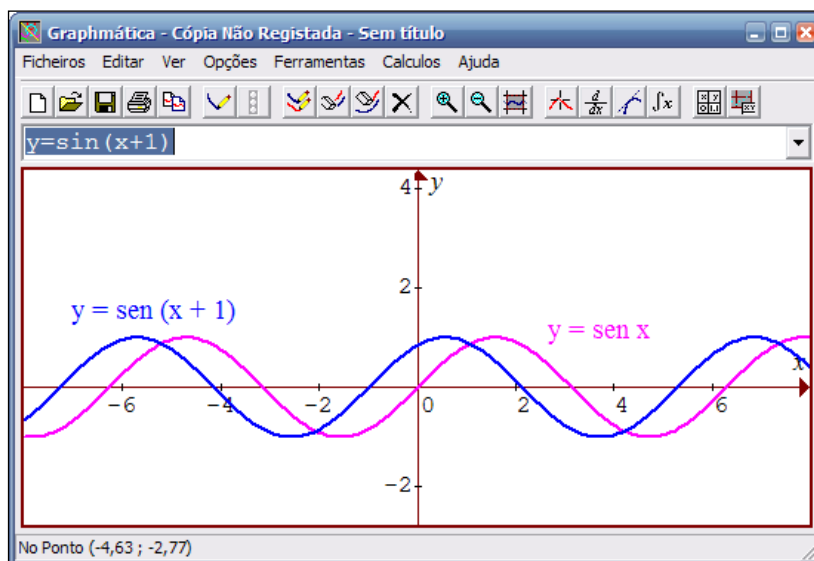 Graphmática - Cópia Não Registada - Sem título
Ficheiros Editar Ver Opções Ferramentas Calculos Ajuda
y=sin(x+1)
4 y
2
y = sen (x + 1)
y = sen x
x
-6 -4 -2 0 2 4 6
-2
No Ponto (-4,63 ; -2,77)